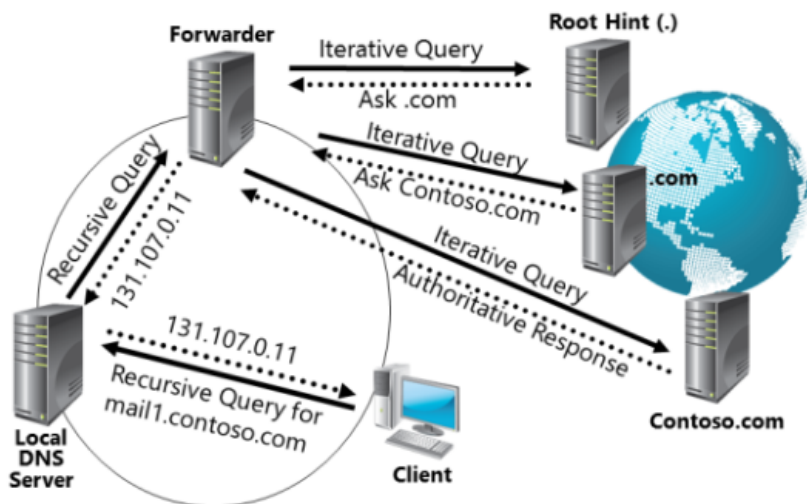 Forwarder
Root Hint (.)
Iterative Query
Ask .com
Iterative Query
Ask Contoso.com
.com
Recursive Query
131.107.0.11
Iterative Query
Authoritative Response
131.107.0.11
Recursive Query for
mail1.contoso.com
Local
DNS
Server
Client
Contoso.com